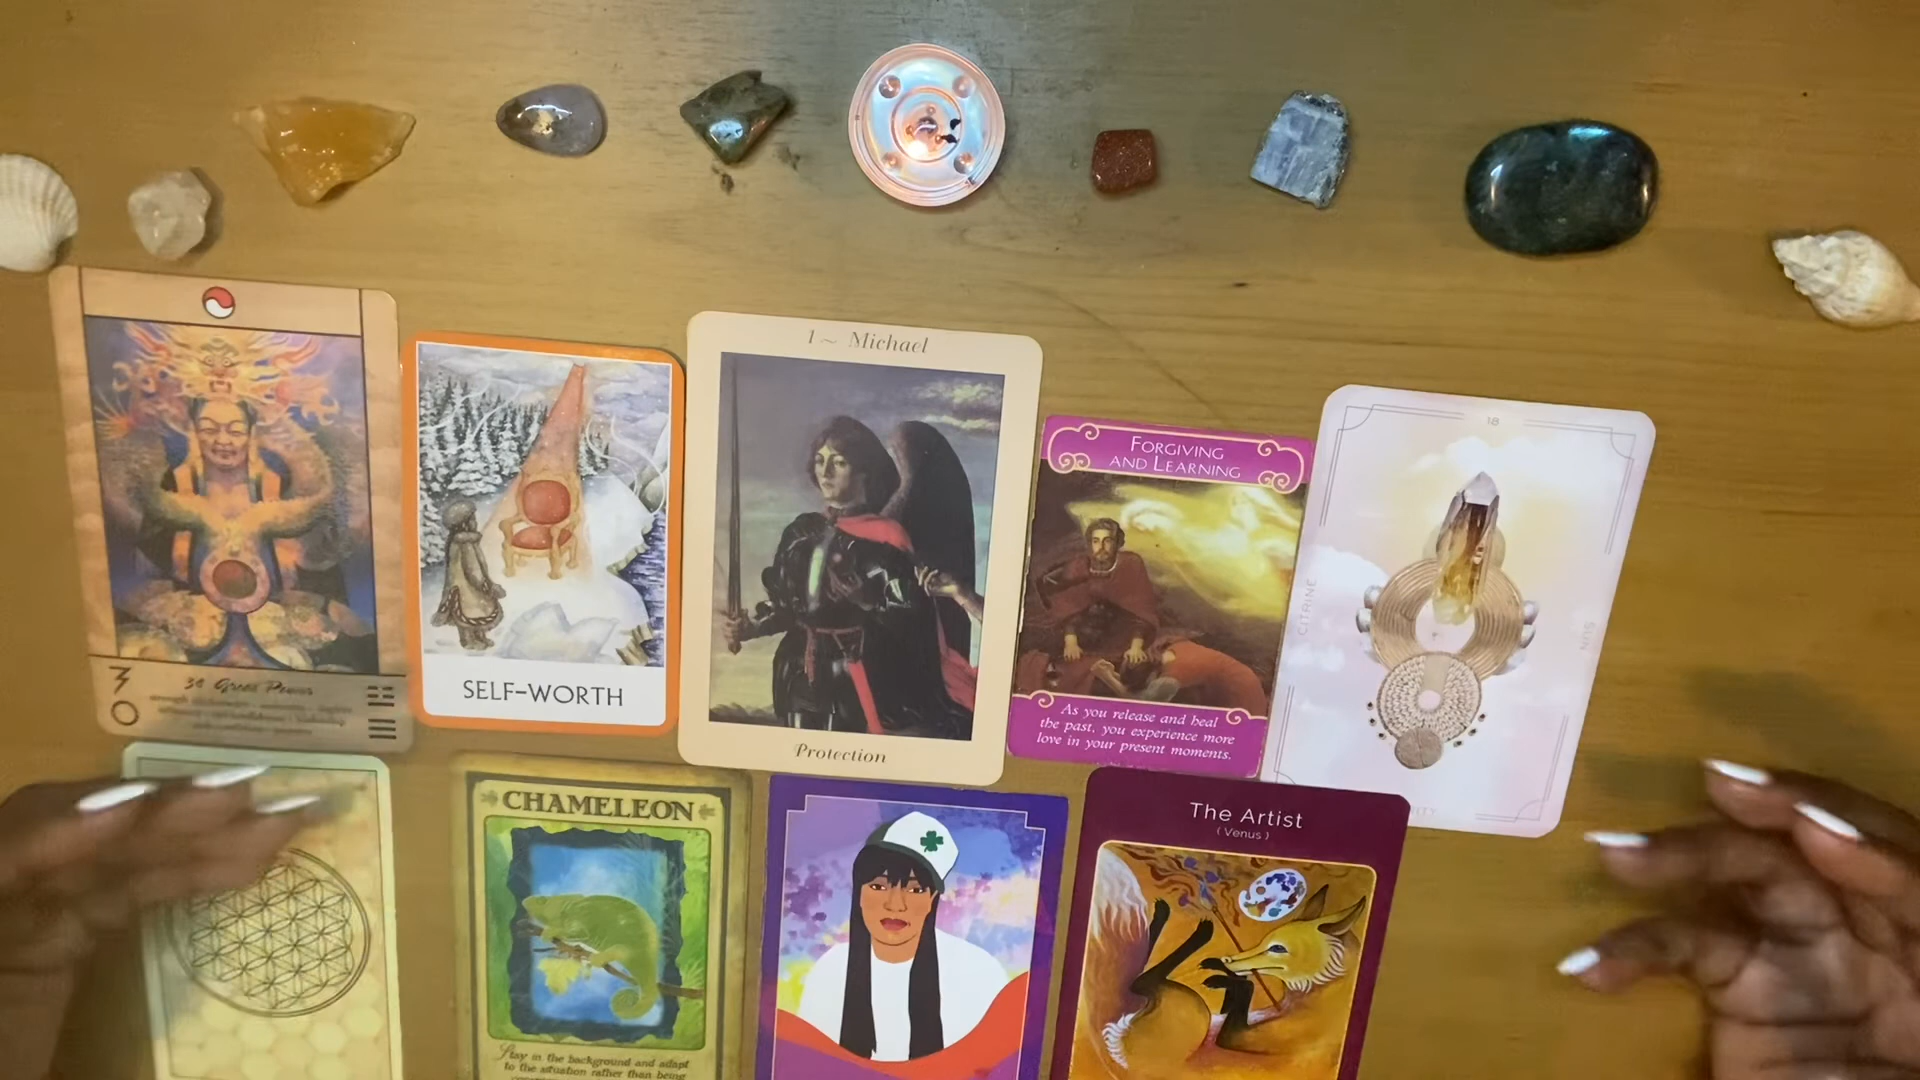 34 Great Power
SELF-WORTH
1~ Michael
Protection
FORGIVING
AND LEARNING
As you release and heal
the past, you experience more
love in your present moments.
18
CITRINE
SUN
CHAMELEON
Stay in the background and adapt
to the situation rather than being
The Artist
(Venus)